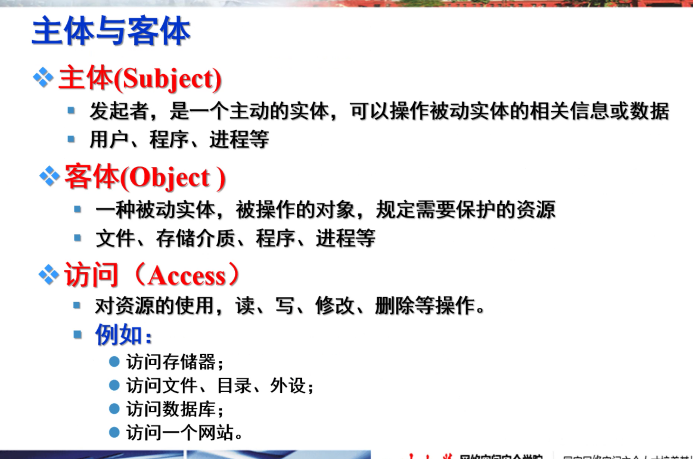 主体与客体
主体(Subject)
发起者，是一个主动的实体，可以操作被动实体的相关信息或数据
用户、程序、进程等
客体(Object )
一种被动实体，被操作的对象，规定需要保护的资源
文件、存储介质、程序、进程等
访问（Access）
对资源的使用，读、写、修改、删除等操作。
例如：
访问存储器；
访问文件、目录、外设；
访问数据库；
访问一个网站。